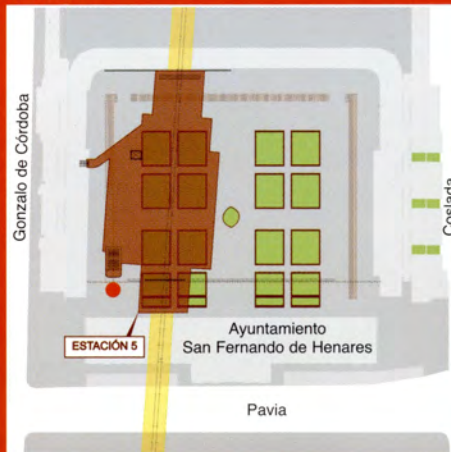 Gonzalo de Córdoba
Coslada
ESTACIÓN 5
Ayuntamiento
San Fernando de Henares
Pavia